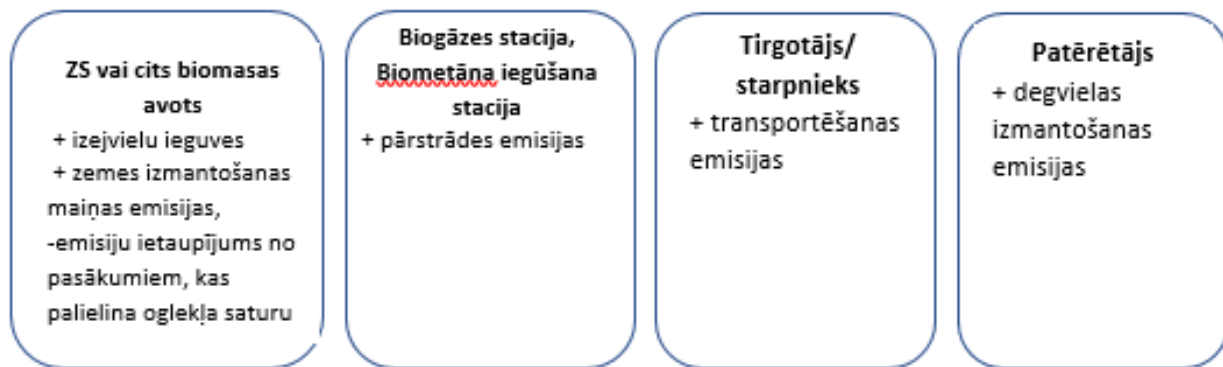 ZS vai cits biomasas
avots
+ izejvielu ieguves
+ zemes izmantošanas
maiņas emisijas,
-emisiju ietaupījums no
pasākumiem, kas
palielina oglekļa saturu
Biogāzes stacija,
Biometāna iegūšana
stacija
+ pārstrādes emisijas
Tirgotājs/
starpnieks
+ transportēšanas
emisijas
Patērētājs
+ degvielas
izmantošanas
emisijas